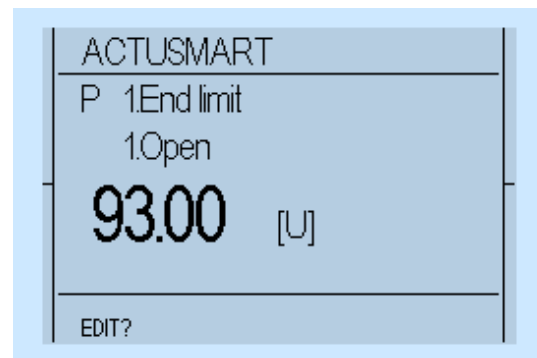 ACTUSMART
P 1.End limit
1.Open
93.00 [U]
EDIT?